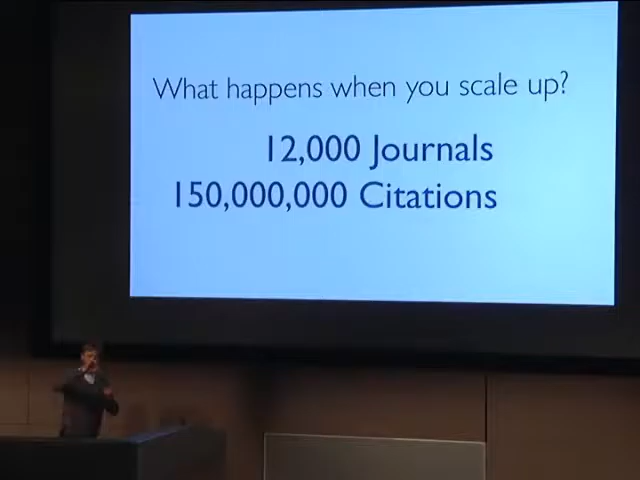 What happens when you scale up?
12,000 Journals
150,000,000 Citations